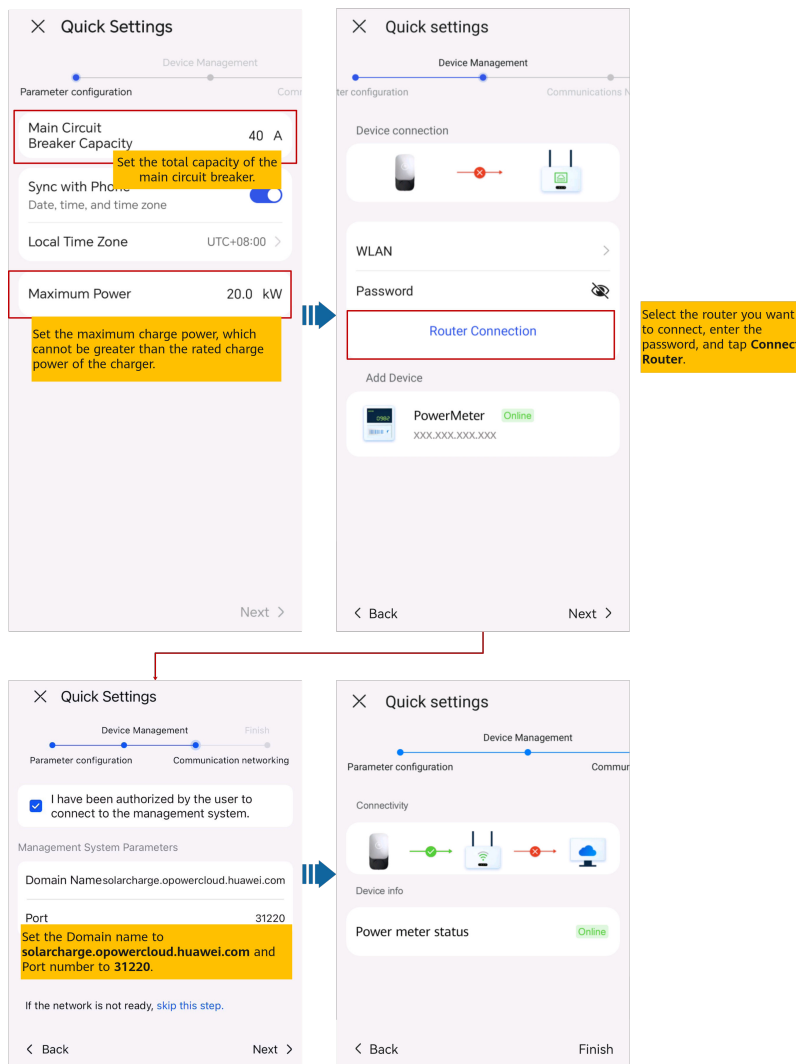 Quick Settings
Device Management
Parameter configuration
Main Circuit
Breaker Capacity
40 A
Set the total capacity of the
main circuit breaker.
Sync with
Date, time, and time zone
Local Time Zone
UTC+08:00
Maximum Power
20.0 kW
Set the maximum charge power, which
cannot be greater than the rated charge
power of the charger.
Next
Quick settings
Device Management
ter configuration
Communications N
Device connection
WLAN
Password
Router Connection
Add Device
PowerMeter
Online
XXX.XXX.XXX.XXX
Back
Next
Select the router you want
to connect, enter the
password, and tap Connect
Router.
Quick Settings
Device Management
Finish
Parameter configuration
Communication networking
I have been authorized by the user to
connect to the management system.
Management System Parameters
Domain Name
solarcharge.opowercloud.huawei.com
Port
31220
Set the Domain name to
solarcharge.opowercloud.huawei.com and
Port number to 31220.
If the network is not ready, skip this step.
Back
Next
Quick settings
Device Management
Parameter configuration
Commun
Connectivity
Device info
Power meter status
Online
Back
Finish